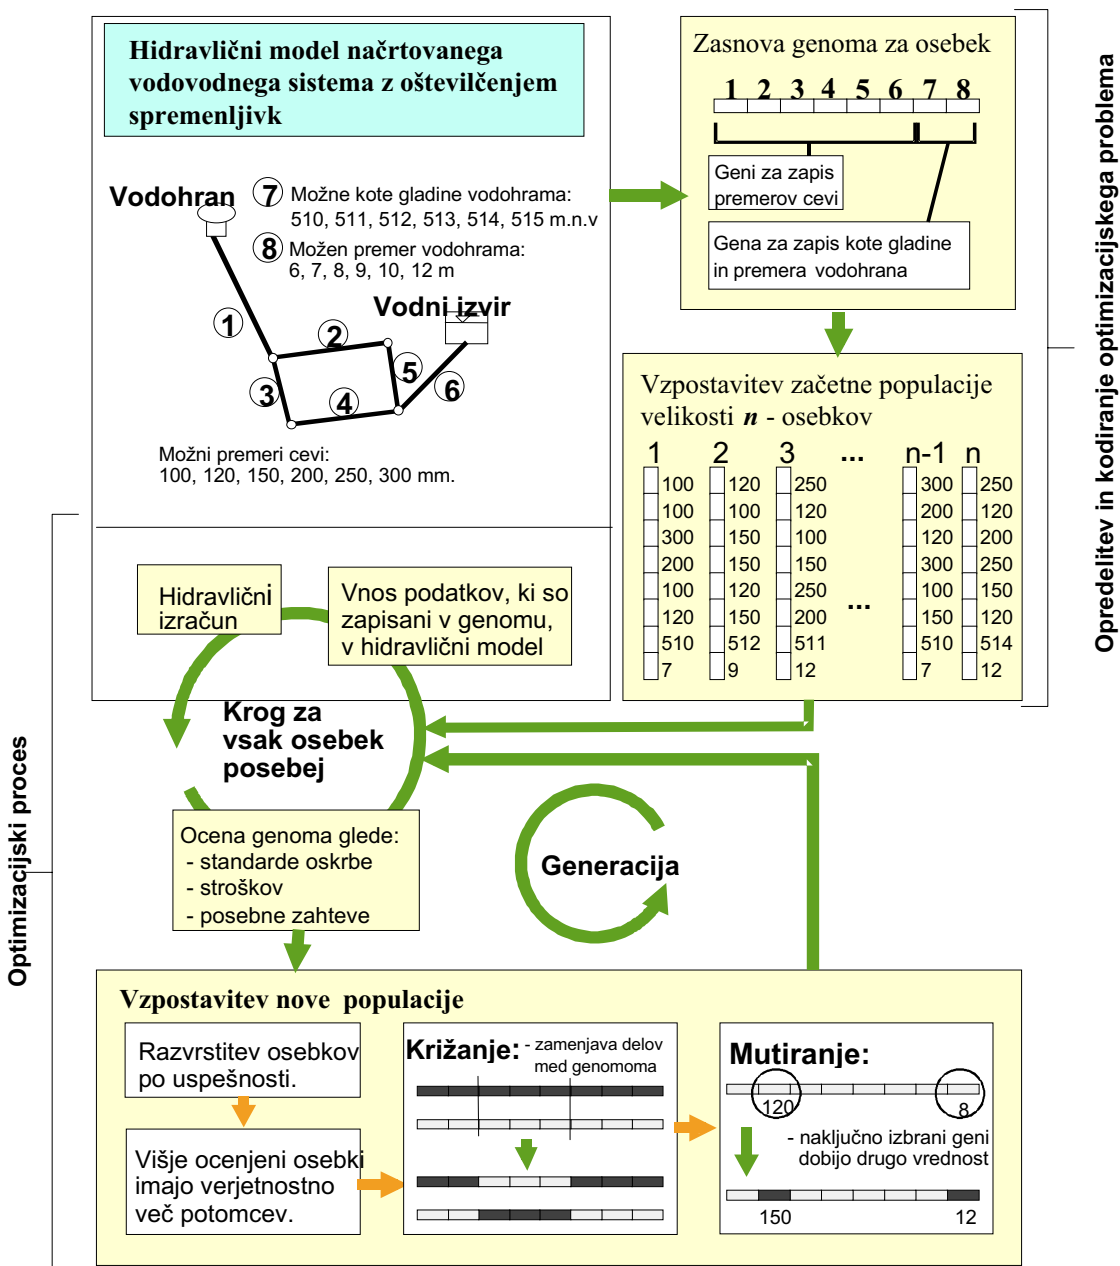 Hidravlični model načrtovanega
vodovodnega sistema z oštevilčenjem
spremenljivk
Vodohran
7 Možne kote gladine vodohrama:
510, 511, 512, 513, 514, 515 m.n.v
8 Možen premer vodohrama:
6, 7, 8, 9, 10, 12 m
Vodni izvir
1
2
3
4
5
6
Možni premeri cevi:
100, 120, 150, 200, 250, 300 mm.
Zasnova genoma za osebek
1 2 3 4 5 6 7 8
Geni za zapis
premerov cevi
Gena za zapis kote gladine
in premera vodohrana
Vzpostavitev začetne populacije
velikosti n - osebkov
1 2 3 ... n-1 n
100 120 250 300 250
100 100 120 200 120
300 150 100 120 200
200 150 150 300 250
100 120 250 ... 100 150
120 150 200 150 120
510 512 511 510 514
7 9 12 7 12
Opredelitev in kodiranje optimizacijskega problema
Hidravlični
izračun
Vnos podatkov, ki so
zapisani v genomu,
v hidravlični model
Krog za
vsak osebek
posebej
Ocena genoma glede:
- standarde oskrbe
- stroškov
- posebne zahteve
Generacija
Optimizacijski proces
Vzpostavitev nove populacije
Razvrstitev osebkov
po uspešnosti.
Višje ocenjeni osebki
imajo verjetnostno
več potomcev.
Križanje: - zamenjava delov
med genomoma
Mutiranje:
120 8
- naključno izbrani geni
dobijo drugo vrednost
150 12